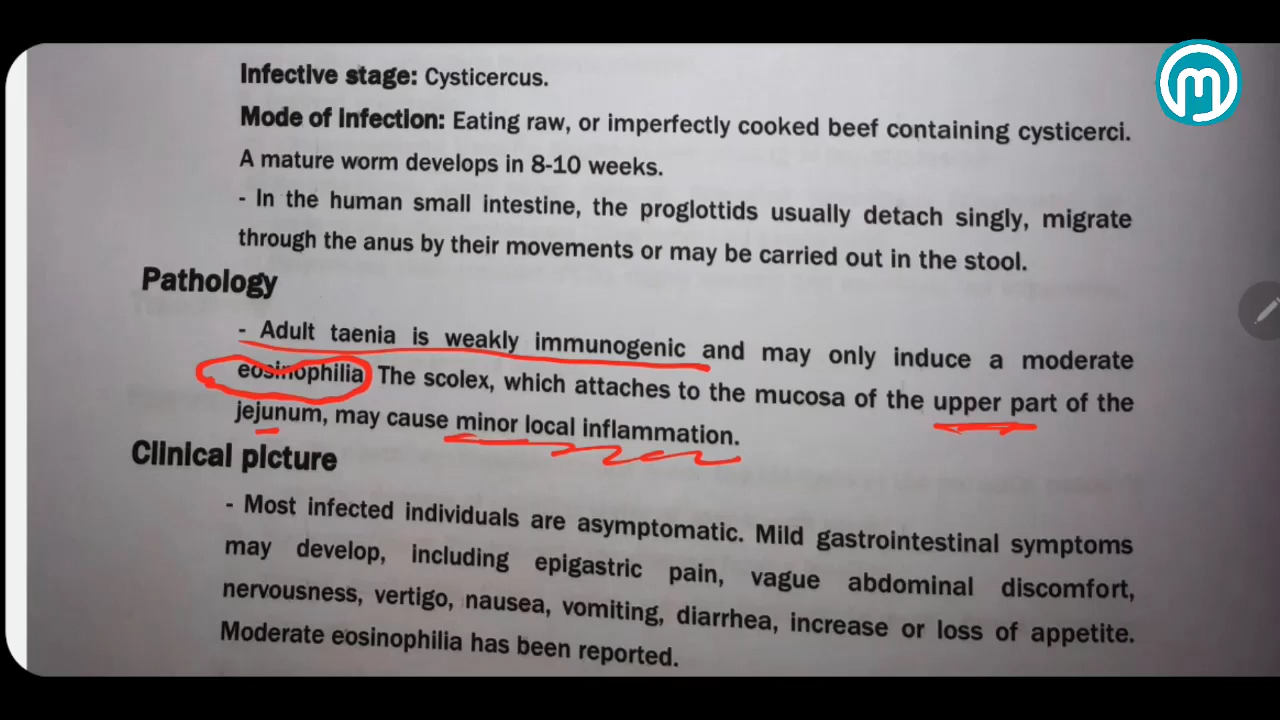 Infective stage: Cysticercus.
Mode of infection: Eating raw, or imperfectly cooked beef containing cysticerci.
A mature worm develops in 8-10 weeks.
- In the human small intestine, the proglottids usually detach singly, migrate
through the anus by their movements or may be carried out in the stool.
Pathology
- Adult taenia is weakly immunogenic and may only induce a moderate
eosinophilia. The scolex, which attaches to the mucosa of the upper part of the
jejunum, may cause minor local inflammation.
Clinical picture
- Most infected individuals are asymptomatic. Mild gastrointestinal symptoms
may develop, including epigastric pain, vague abdominal discomfort,
nervousness, vertigo, nausea, vomiting, diarrhea, increase or loss of appetite.
Moderate eosinophilia has been reported.